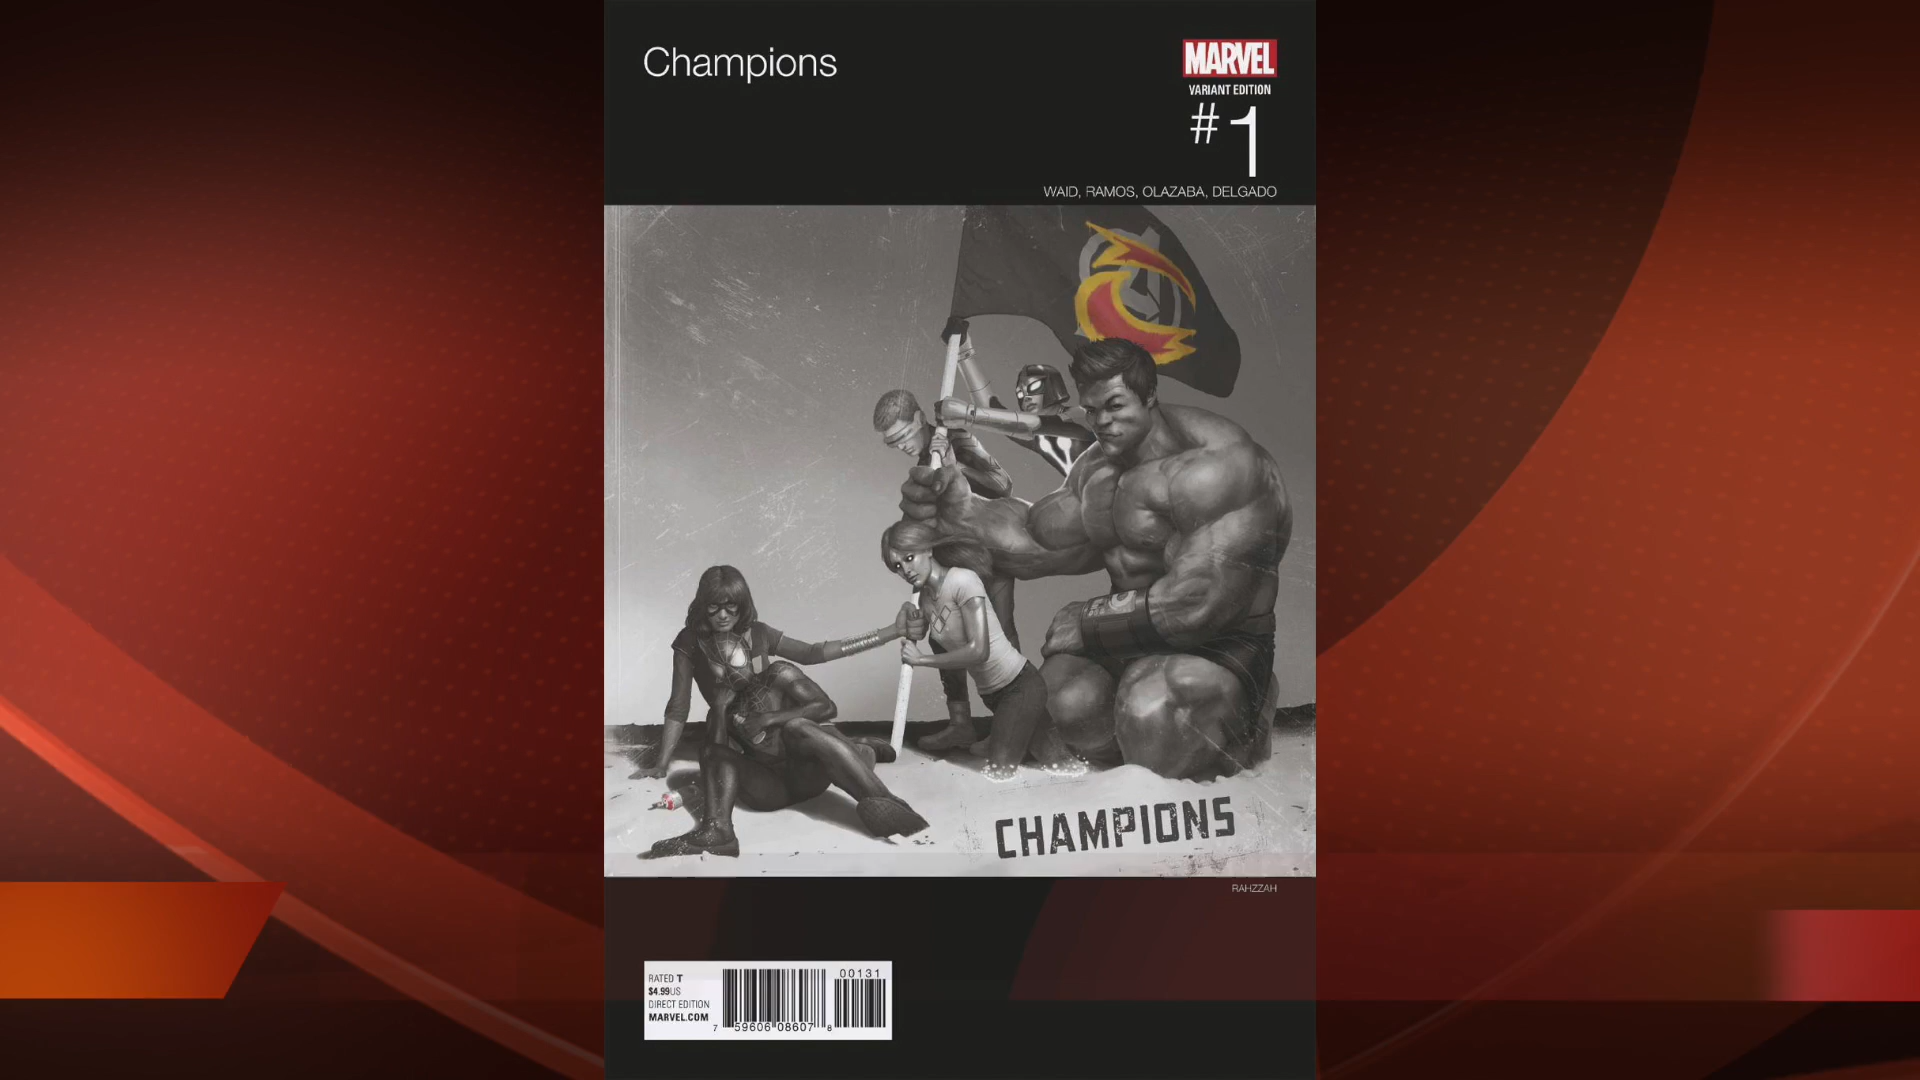 Champions
MARVEL
VARIANT EDITION
#1
WAID, RAMOS, OLAZABA, DELGADO
CHAMPIONS
RAHZZAH
RATED T
$4.99US
DIRECT EDITION
MARVEL.COM
00131
7 59606 08607 8